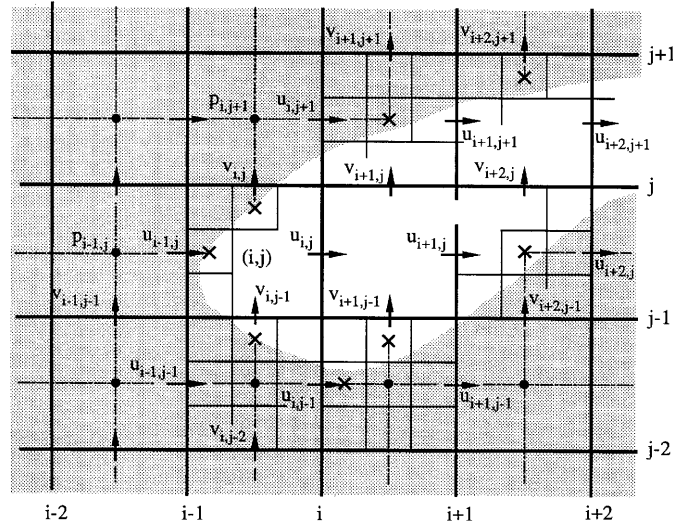 v_{i+1,j+1} v_{i+2,j+1}
j+1
p_{i,j+1} u_{i,j+1}
u_{i+1,j+1} u_{i+2,j+1}
v_{i,j} v_{i+1,j} v_{i+2,j}
j
p_{j-1,j} u_{i-1,j} (i,j) u_{i,j} u_{i+1,j}
u_{i+2,j}
v_{i-1,j-1} v_{i,j-1} v_{i+1,j-1} v_{i+2,j-1}
j-1
u_{i-1,j-1} u_{i,j-1} u_{i+1,j-1}
v_{i,j-2}
j-2
i-2 i-1 i i+1 i+2